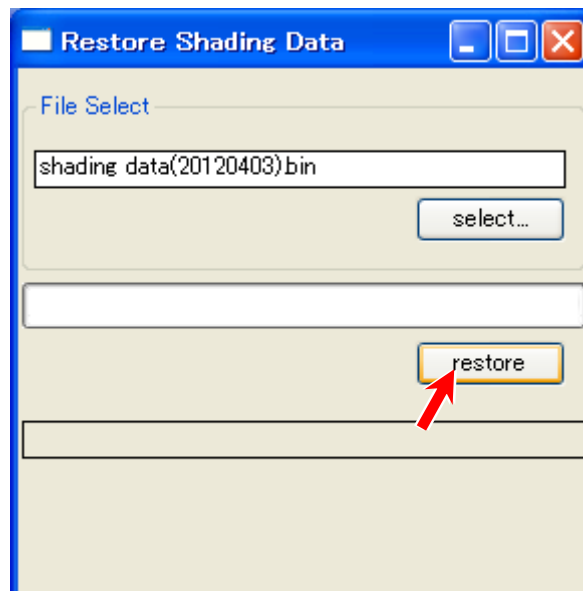 Restore Shading Data
File Select
shading data(20120403).bin
select...
restore